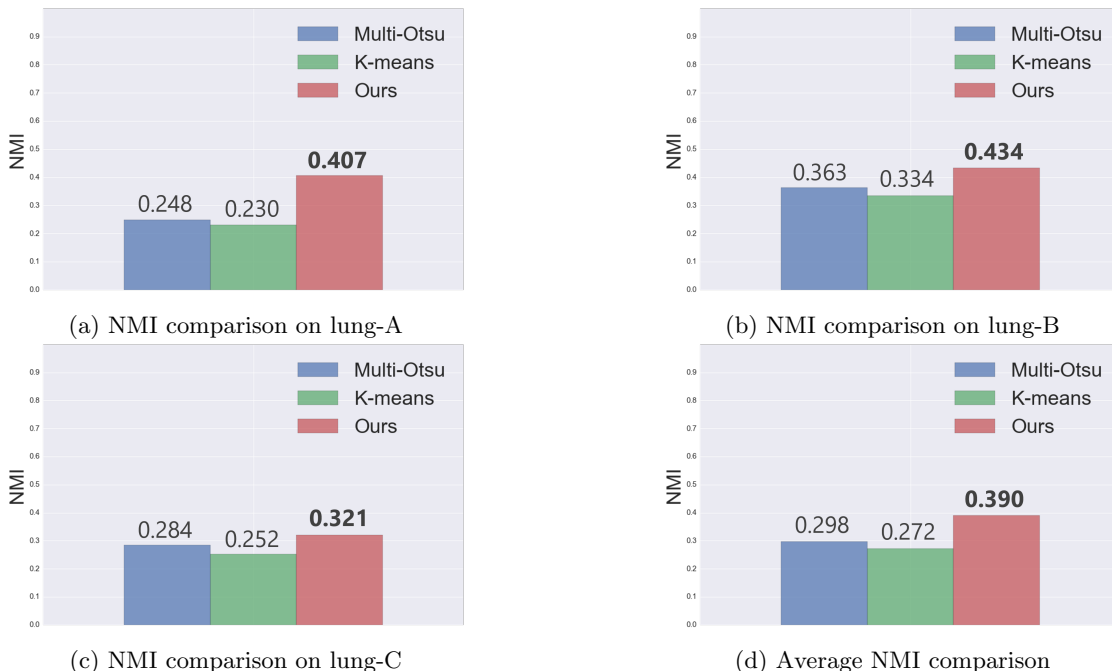 0.9
0.8
0.7
0.6
0.5
0.4
0.3
0.2
0.1
0.0
NMI
Multi-Otsu
K-means
Ours
0.248
0.230
0.407
(a) NMI comparison on lung-A
0.9
0.8
0.7
0.6
0.5
0.4
0.3
0.2
0.1
0.0
NMI
Multi-Otsu
K-means
Ours
0.363
0.334
0.434
(b) NMI comparison on lung-B
0.9
0.8
0.7
0.6
0.5
0.4
0.3
0.2
0.1
0.0
NMI
Multi-Otsu
K-means
Ours
0.284
0.252
0.321
(c) NMI comparison on lung-C
0.9
0.8
0.7
0.6
0.5
0.4
0.3
0.2
0.1
0.0
NMI
Multi-Otsu
K-means
Ours
0.298
0.272
0.390
(d) Average NMI comparison